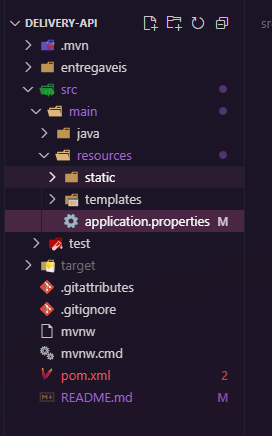 DELIVERY-API
.mvn
entregaveis
src
main
java
resources
static
templates
application.properties M
test
target
.gitattributes
.gitignore
mvnw
mvnw.cmd
pom.xml 2
README.md M